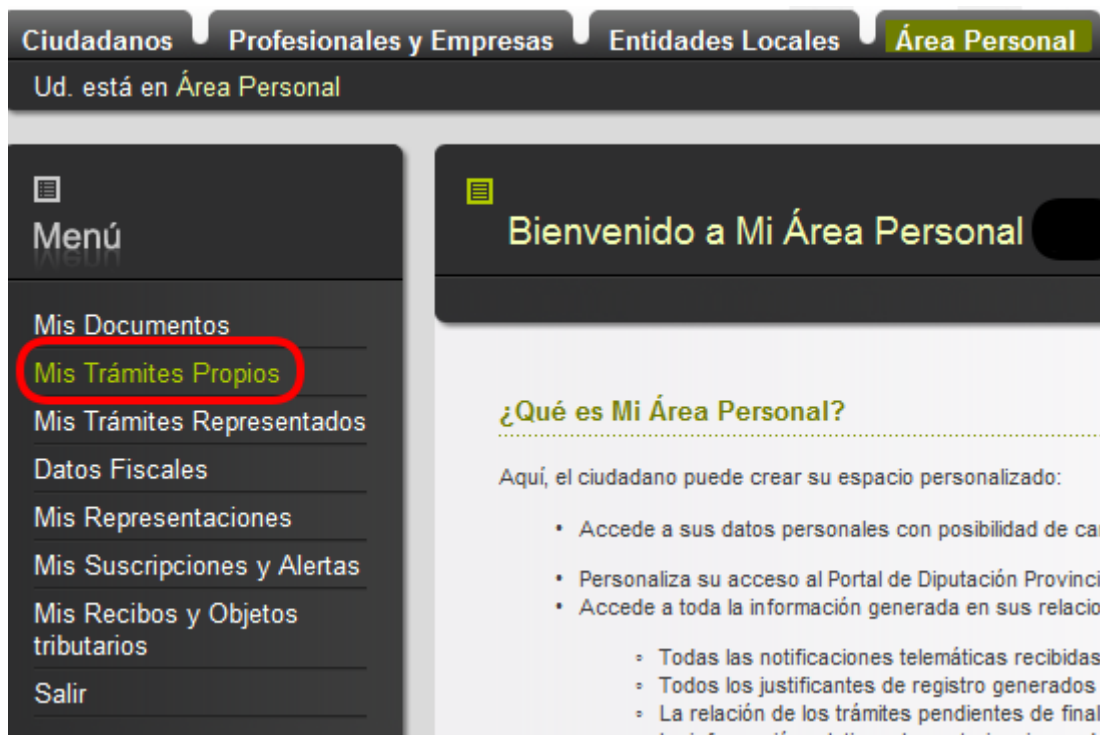 Ciudadanos Profesionales y Empresas Entidades Locales Área Personal
Ud. está en Área Personal
Menú
Mis Documentos
Mis Trámites Propios
Mis Trámites Representados
Datos Fiscales
Mis Representaciones
Mis Suscripciones y Alertas
Mis Recibos y Objetos
tributarios
Salir
Bienvenido a Mi Área Personal
¿Qué es Mi Área Personal?
Aquí, el ciudadano puede crear su espacio personalizado:
• Accede a sus datos personales con posibilidad de
• Personaliza su acceso al Portal de Diputación
• Accede a toda la información generada en sus
◦ Todas las notificaciones telemáticas recibidas
◦ Todos los justificantes de registro generados
◦ La relación de los trámites pendientes de